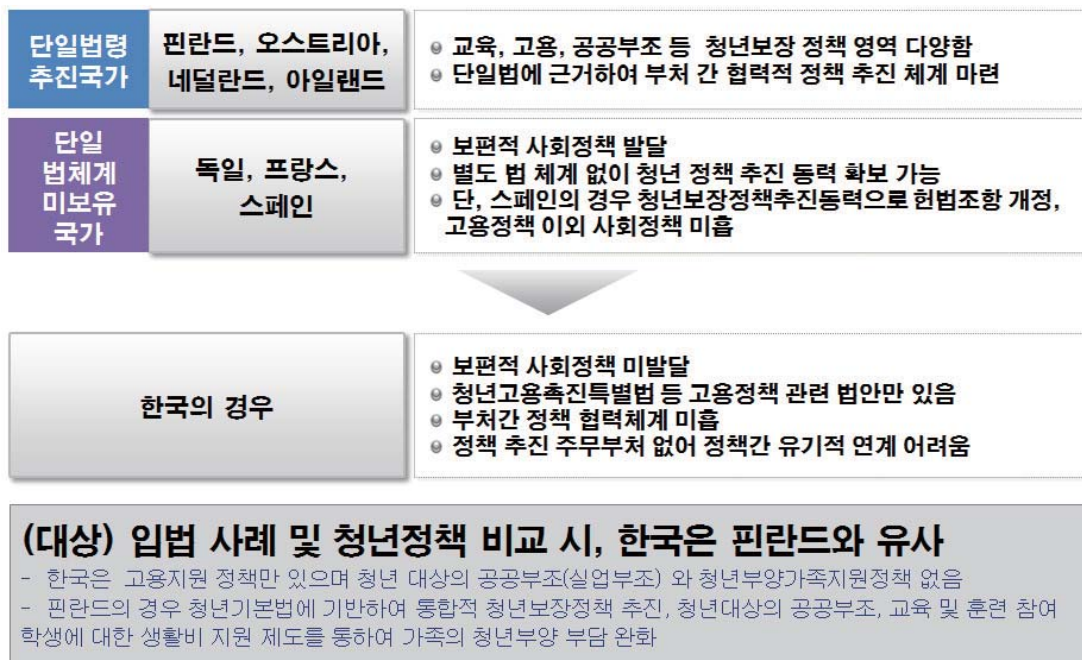 단일법령
추진국가
핀란드, 오스트리아,
네덜란드, 아일랜드
교육, 고용, 공공부조 등 청년보장 정책 영역 다양함
단일법에 근거하여 부처 간 협력적 정책 추진 체계 마련
단일
법체계
미보유
국가
독일, 프랑스,
스페인
보편적 사회정책 발달
별도 법 체계 없이 청년 정책 추진 동력 확보 가능
단, 스페인의 경우 청년보장정책추진동력으로 헌법조항 개정,
고용정책 이외 사회정책 미흡
한국의 경우
보편적 사회정책 미발달
청년고용촉진특별법 등 고용정책 관련 법안만 있음
부처간 정책 협력체계 미흡
정책 추진 주무부처 없어 정책간 유기적 연계 어려움
(대상) 입법 사례 및 청년정책 비교 시, 한국은 핀란드와 유사
- 한국은 고용지원 정책만 있으며 청년 대상의 공공부조(실업부조) 와 청년부양가족지원정책 없음
- 핀란드의 경우 청년기본법에 기반하여 통합적 청년보장정책 추진, 청년대상의 공공부조, 교육 및 훈련 참여
학생에 대한 생활비 지원 제도를 통하여 가족의 청년부양 부담 완화